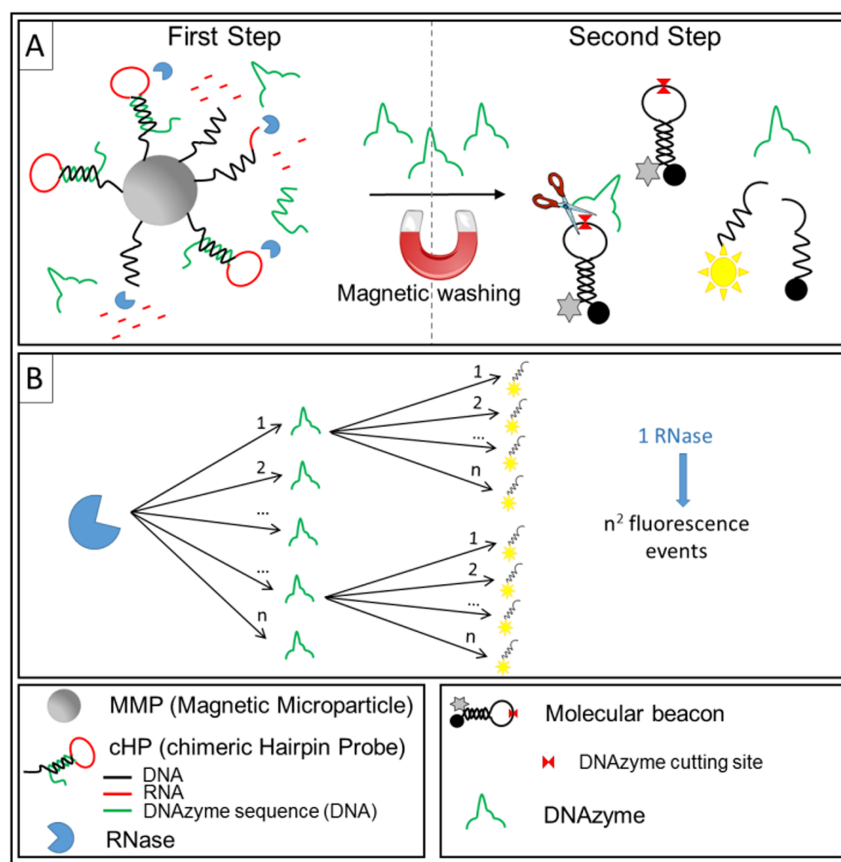 A
First Step
Second Step
Magnetic washing
B
1
2
...
...
n
1
2
...
n
1
2
...
n
1 RNase
n² fluorescence
events
MMP (Magnetic Microparticle)
cHP (chimeric Hairpin Probe)
DNA
RNA
DNAzyme sequence (DNA)
RNase
Molecular beacon
DNAzyme cutting site
DNAzyme